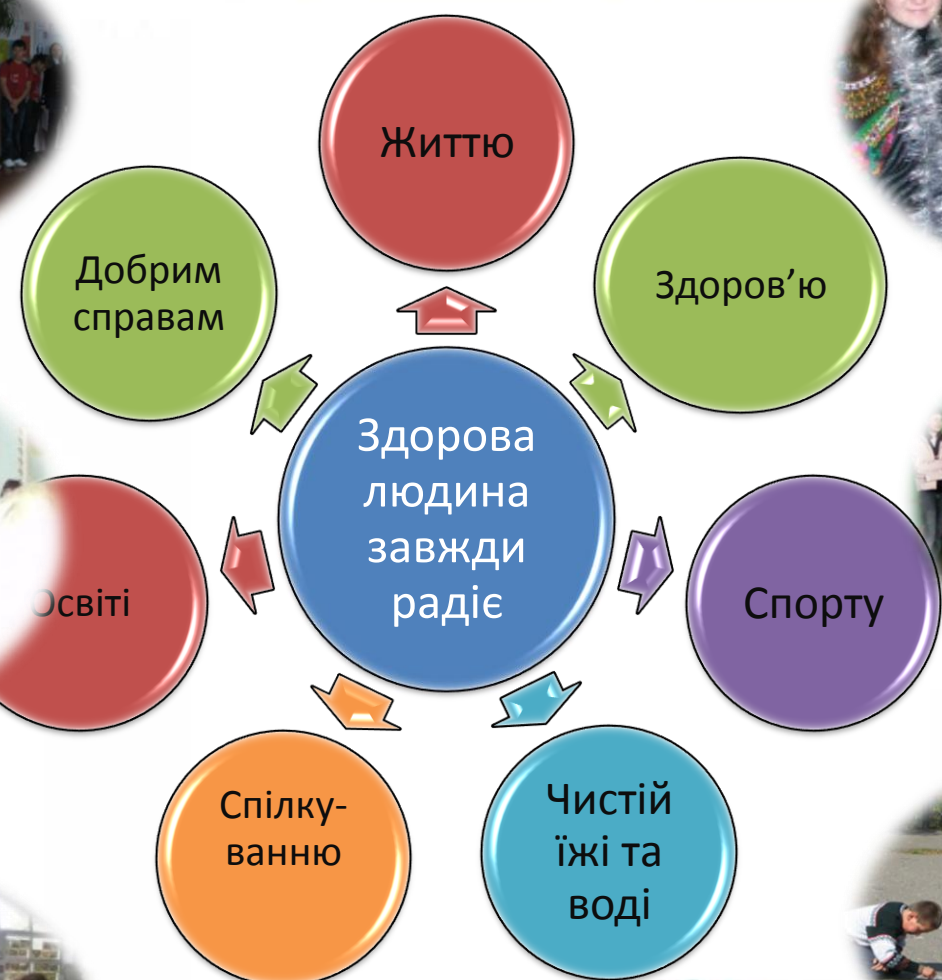 Життю
Здоров’ю
Спорту
Чистій
їжі та
воді
Спілку-
ванню
Освіті
Добрим
справам
Здорова
людина
завжди
радіє